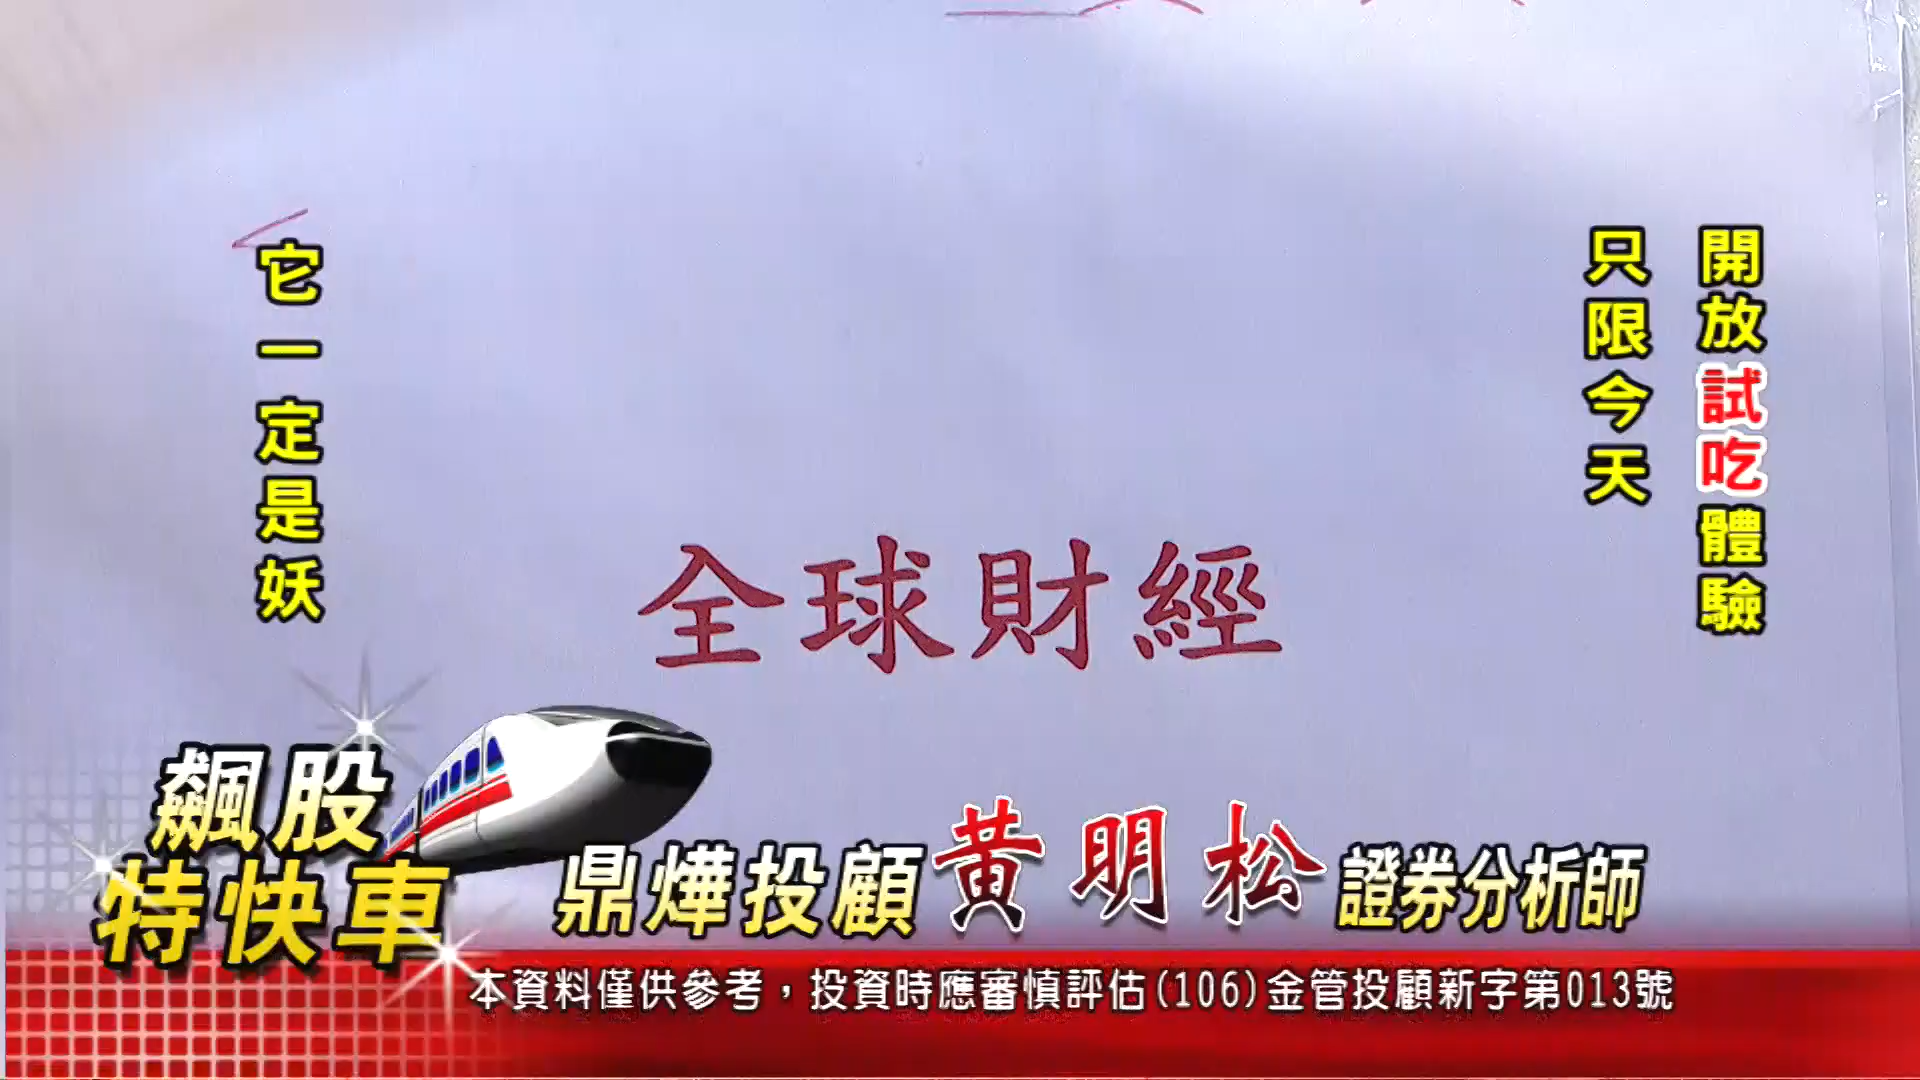 開放試吃體驗
只限今天
它一定是妖
全球財經
飆股
特快車
鼎燁投顧 黃明松 證券分析師
本資料僅供參考，投資時應審慎評估(106)金管投顧新字第013號